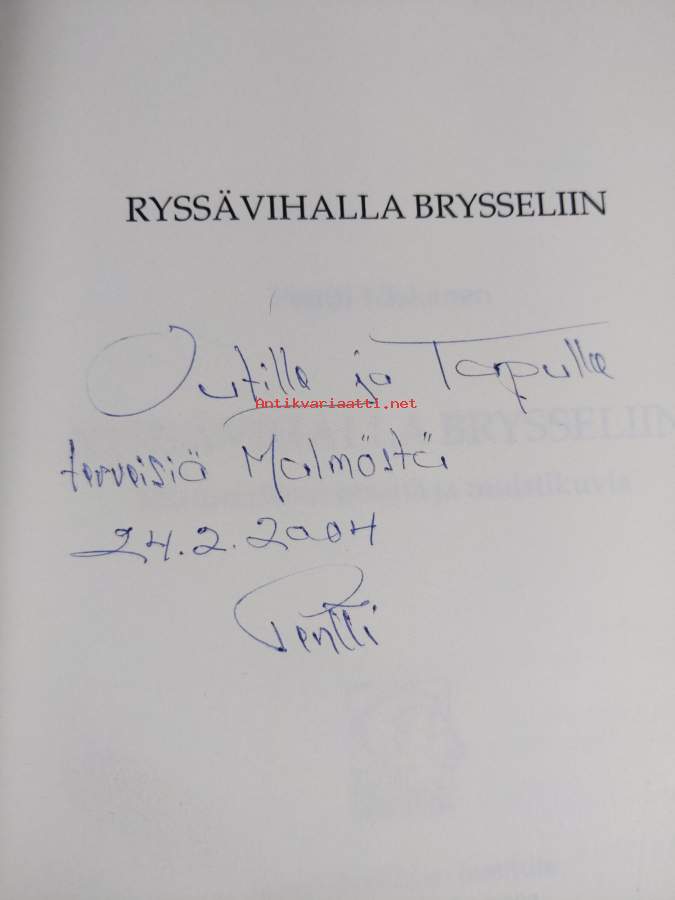 RYSSÄVIHALLA BRYSSELIIN
Outille ja Tapulle
Antikvariaatti.net
terveisiä Malmöstä
24.2.2004
Pentti